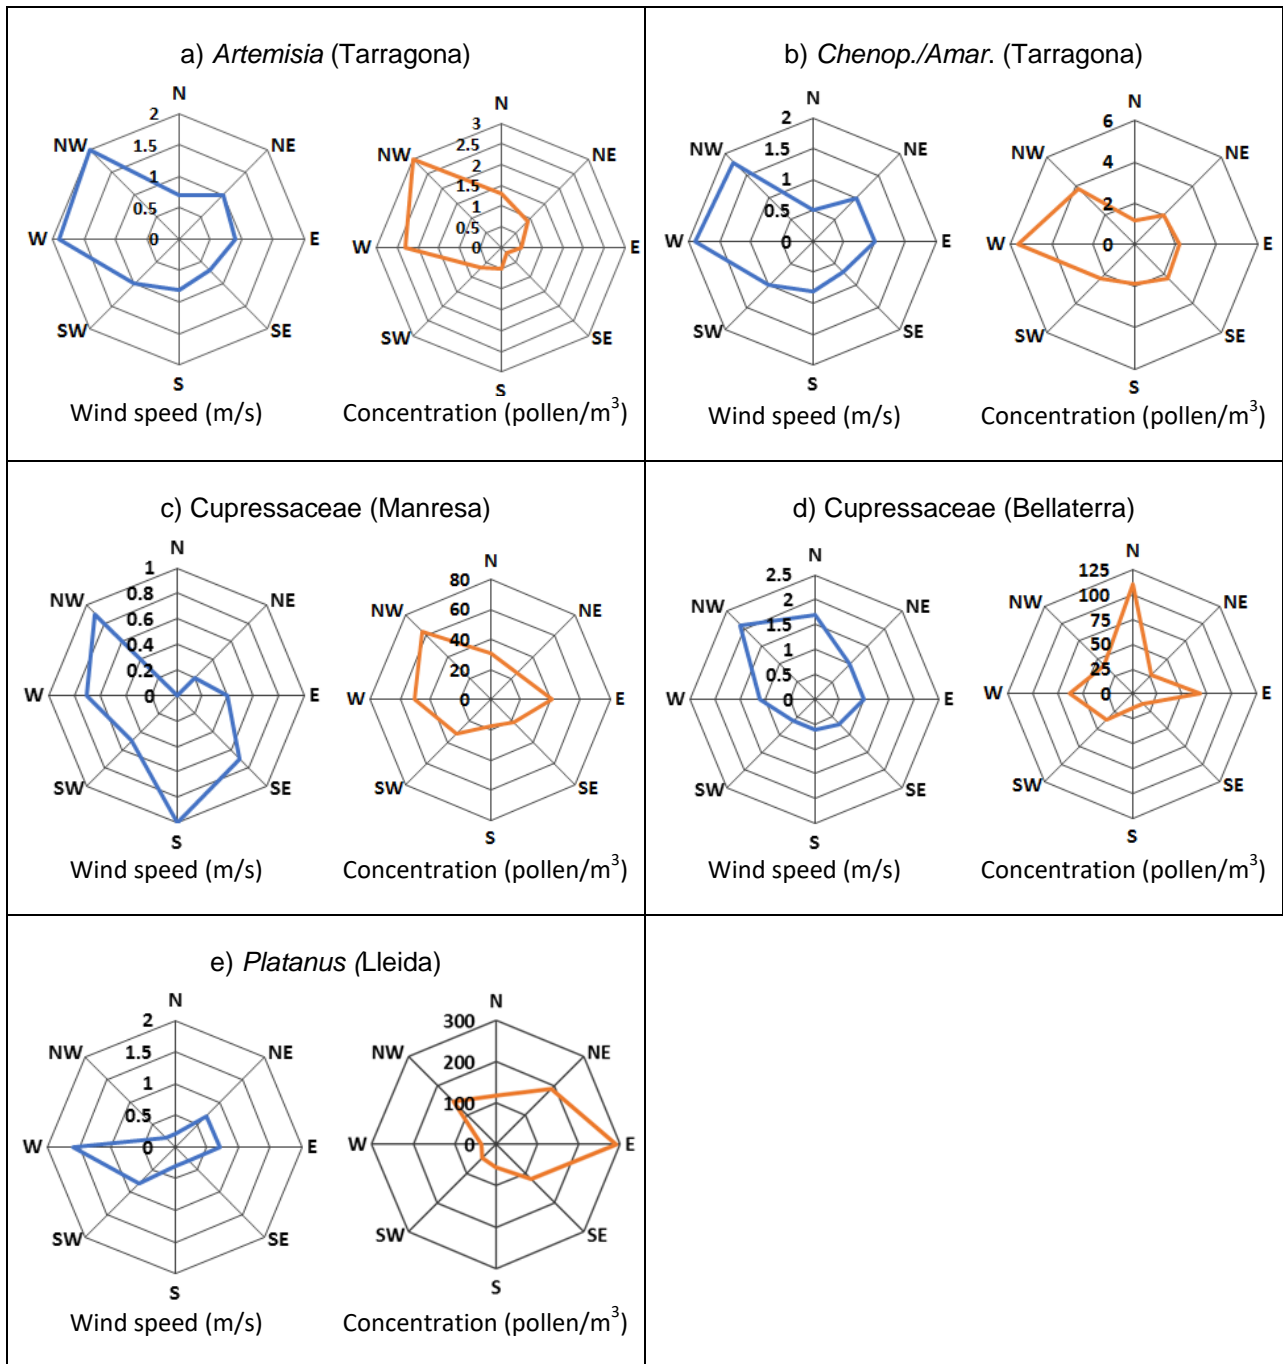 a) Artemisia (Tarragona)
N
2
1.5
1
0.5
0
NW
NE
W
E
SW
SE
S
Wind speed (m/s)
N
3
2.5
2
1.5
1
0.5
0
NW
NE
W
E
SW
SE
S
Concentration (pollen/m³)
b) Chenop./Amar. (Tarragona)
N
2
1.5
1
0.5
0
NW
NE
W
E
SW
SE
S
Wind speed (m/s)
N
6
4
2
0
NW
NE
W
E
SW
SE
S
Concentration (pollen/m³)
c) Cupressaceae (Manresa)
N
1
0.8
0.6
0.4
0.2
0
NW
NE
W
E
SW
SE
S
Wind speed (m/s)
N
80
60
40
20
0
NW
NE
W
E
SW
SE
S
Concentration (pollen/m³)
d) Cupressaceae (Bellaterra)
N
2.5
2
1.5
1
0.5
0
NW
NE
W
E
SW
SE
S
Wind speed (m/s)
N
125
100
75
50
25
0
NW
NE
W
E
SW
SE
S
Concentration (pollen/m³)
e) Platanus (Lleida)
N
2
1.5
1
0.5
0
NW
NE
W
E
SW
SE
S
Wind speed (m/s)
N
300
200
100
0
NW
NE
W
E
SW
SE
S
Concentration (pollen/m³)